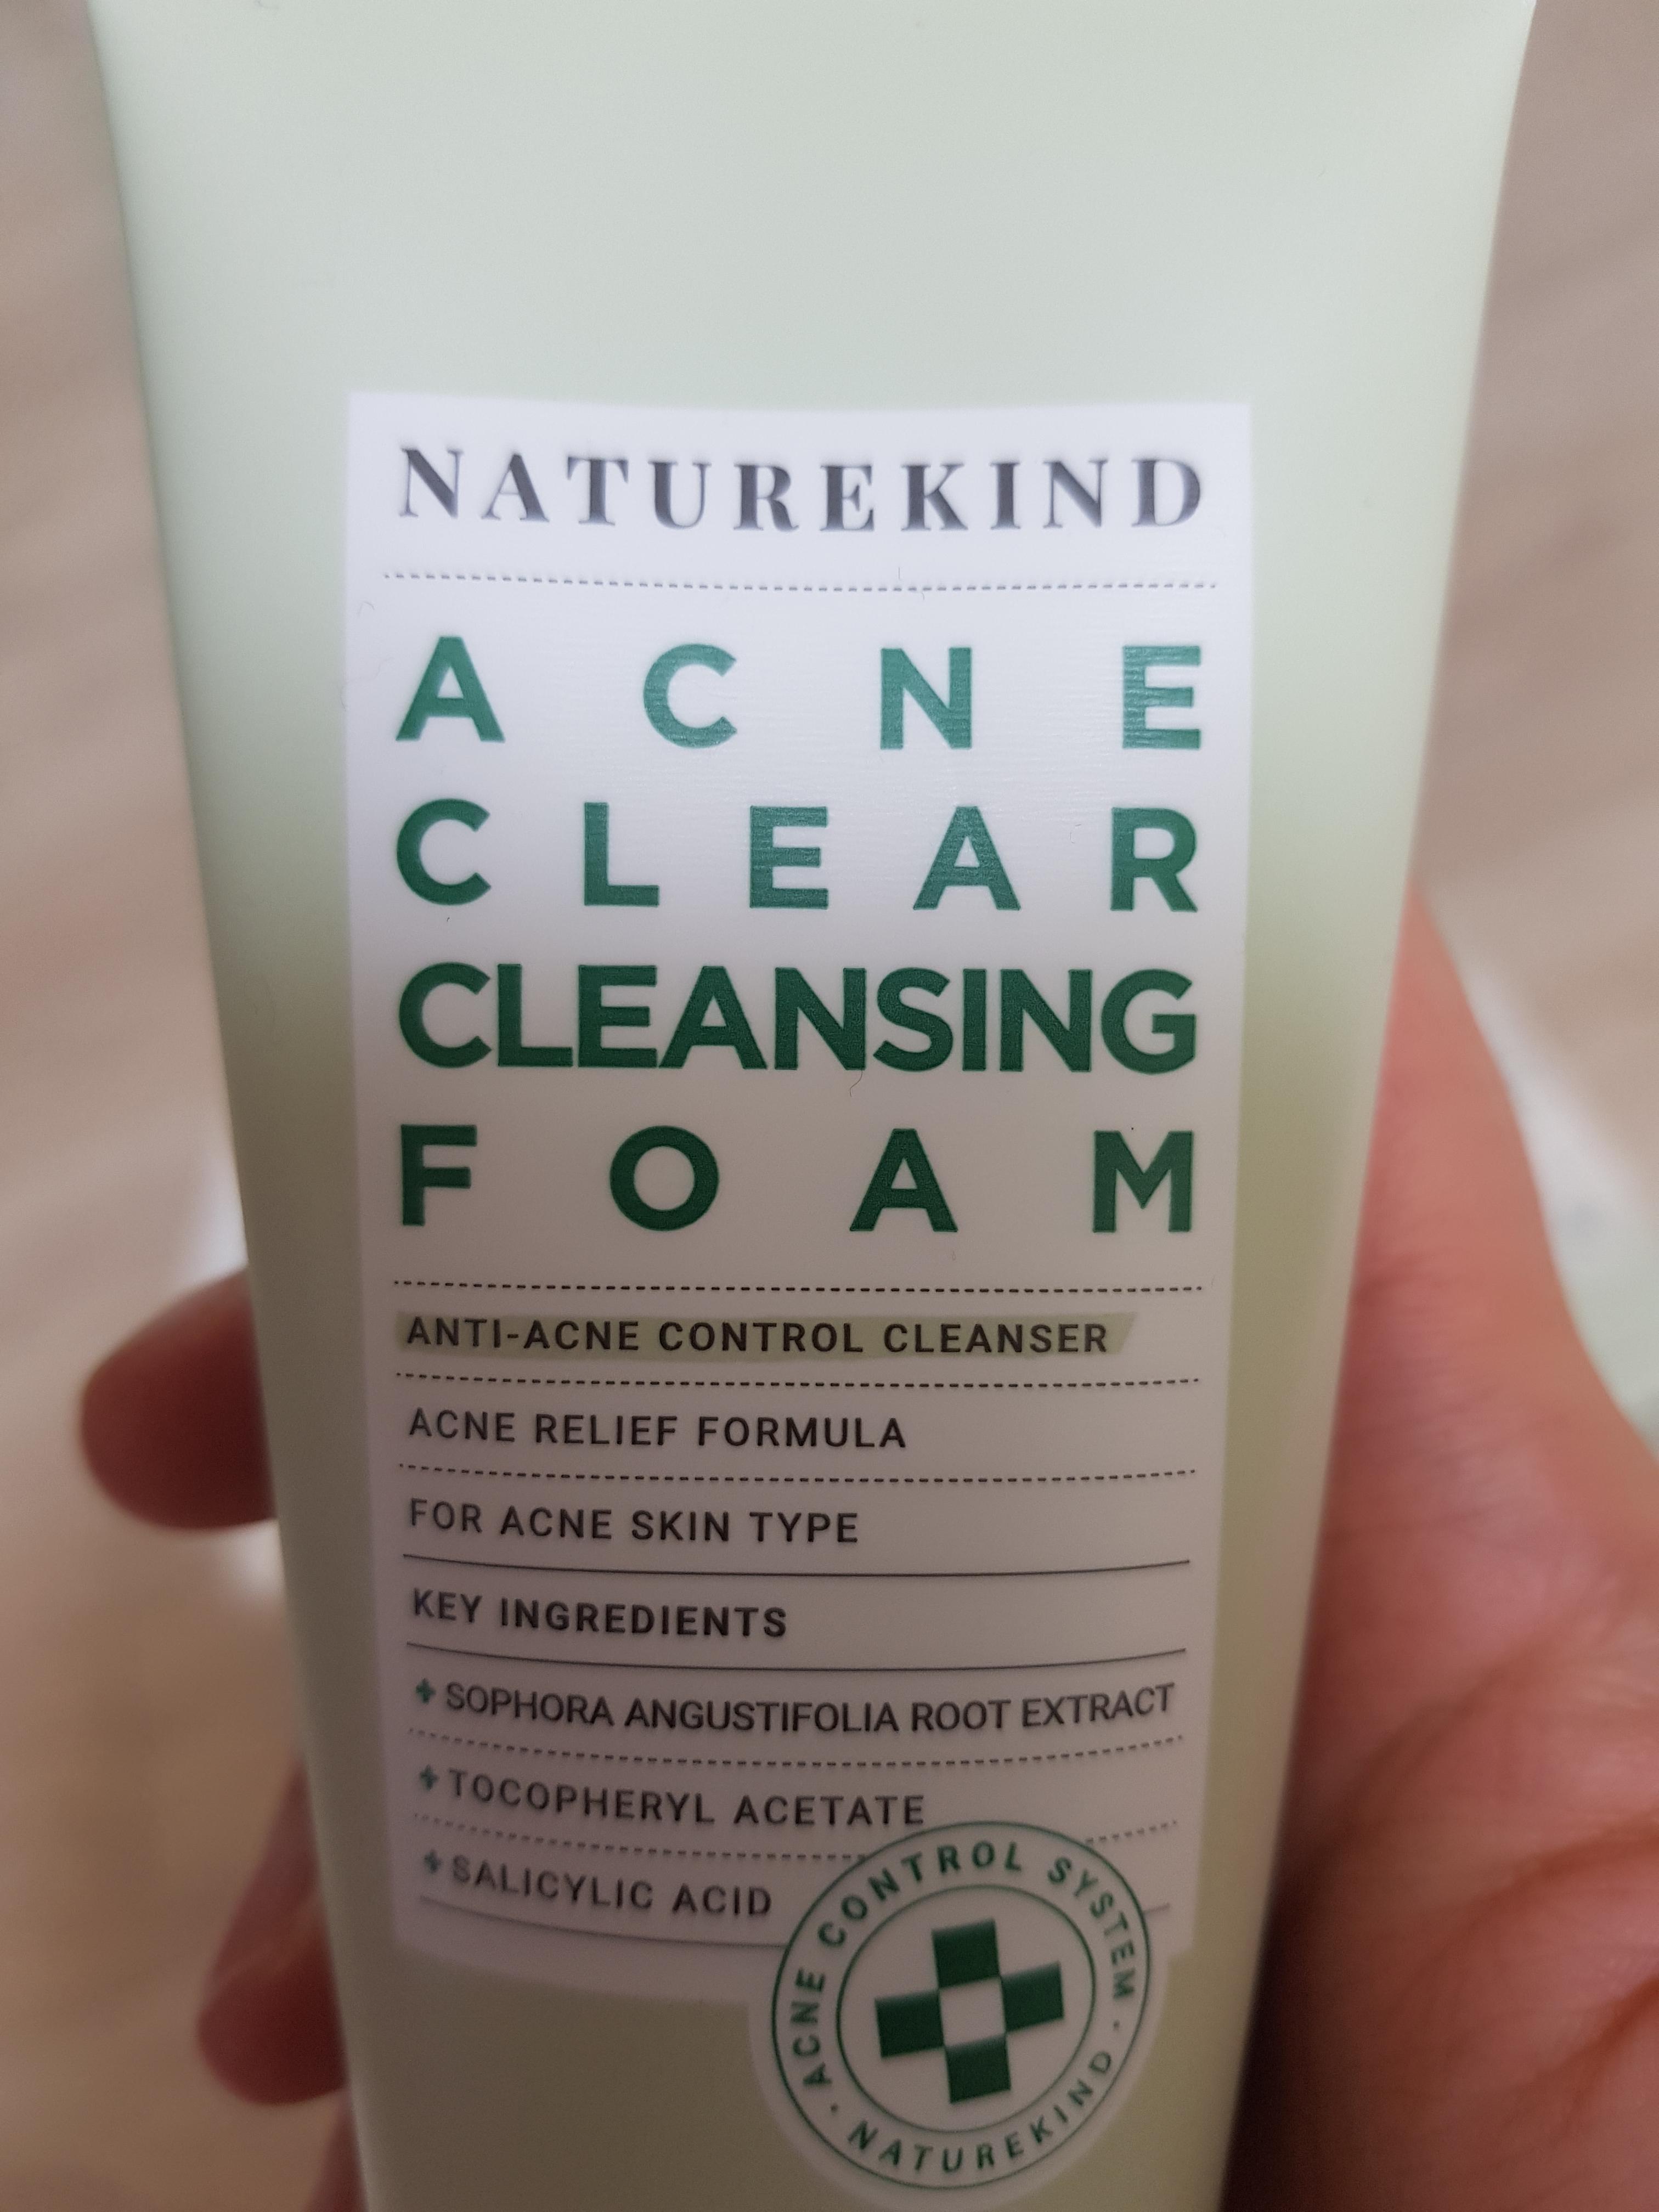 NATUREKIND
ACNE
CLEAR
CLEANSING
FOAM
ANTI-ACNE CONTROL CLEANSER
ACNE RELIEF FORMULA
FOR ACNE SKIN TYPE
KEY INGREDIENTS
+ SOPHORA ANGUSTIFOLIA ROOT EXTRACT
+ TOCOPHERYL ACETATE
+ SALICYLIC ACID
ACNE CONTROL SYSTEM
· NATUREKIND ·